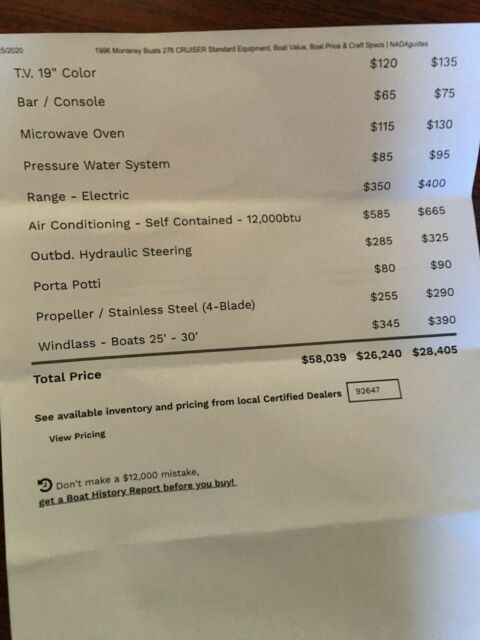 5/2020 1996 Monterey Boats 276 CRUISER Standard Equipment, Boat Value, Boat Price & Craft Specs | NADAguides
T.V. 19" Color $120 $135
Bar / Console $65 $75
Microwave Oven $115 $130
Pressure Water System $85 $95
Range - Electric $350 $400
Air Conditioning - Self Contained - 12,000btu $585 $665
Outbd. Hydraulic Steering $285 $325
Porta Potti $80 $90
Propeller / Stainless Steel (4-Blade) $255 $290
Windlass - Boats 25' - 30' $345 $390
Total Price $58,039 $26,240 $28,405
See available inventory and pricing from local Certified Dealers 92647
View Pricing
Don't make a $12,000 mistake,
get a Boat History Report before you buy!